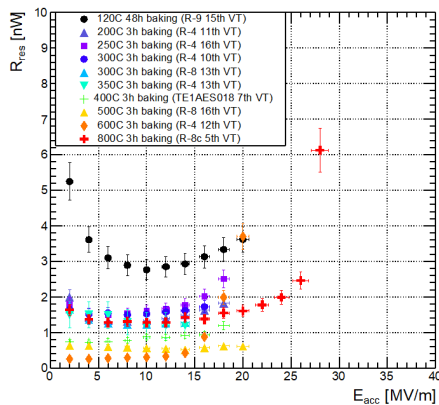 R_res [nW]
10
9
8
7
6
5
4
3
2
1
0
120C 48h baking (R-9 15th VT)
200C 3h baking (R-4 11th VT)
250C 3h baking (R-4 16th VT)
300C 3h baking (R-4 10th VT)
300C 3h baking (R-8 13th VT)
350C 3h baking (R-4 13th VT)
400C 3h baking (TE1AES018 7th VT)
500C 3h baking (R-8 16th VT)
600C 3h baking (R-4 12th VT)
800C 3h baking (R-8c 5th VT)
0 5 10 15 20 25 30 35 40
E_acc [MV/m]